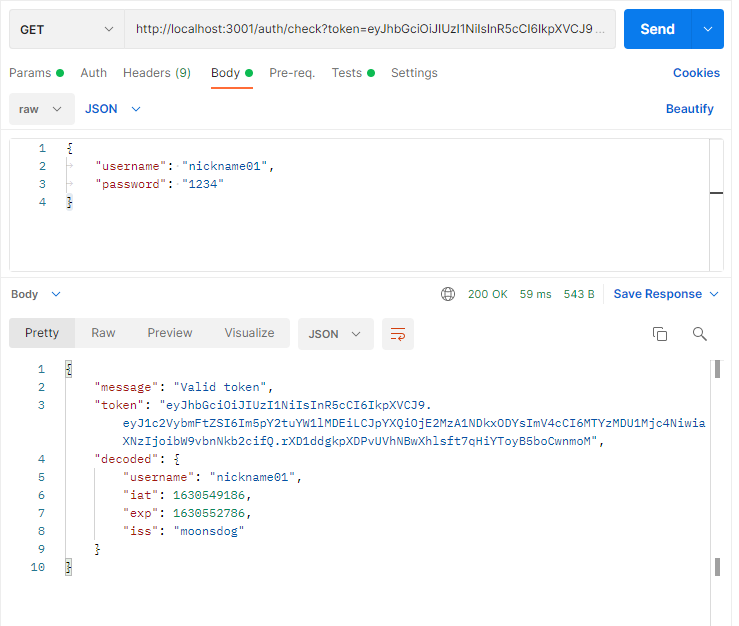 GET http://localhost:3001/auth/check?token=eyJhbGciOiJIUzI1NiIsInR5cCI6IkpXVCJ9 ... Send
Params Auth Headers (9) Body Pre-req. Tests Settings Cookies
raw JSON Beautify
1 {
2 "username": "nickname01",
3 "password": "1234"
4 }
Body 200 OK 59 ms 543 B Save Response
Pretty Raw Preview Visualize JSON
1 {
2 "message": "Valid token",
3 "token": "eyJhbGciOiJIUzI1NiIsInR5cCI6IkpXVCJ9.
eyJ1c2VybmFtZSI6Im5pY2tuYW1lMDEiLCJpYXQiOjE2MzA1NDkxODYsImV4cCI6MTYzMDU1Mjc4NiwiaXNzIjoibW9vbnNkb2cifQ.rXD1ddgkpXDPvUVhNBwXhlsft7qHiYToyB5boCwnmoM",
4 "decoded": {
5 "username": "nickname01",
6 "iat": 1630549186,
7 "exp": 1630552786,
8 "iss": "moonsdog"
9 }
10 }